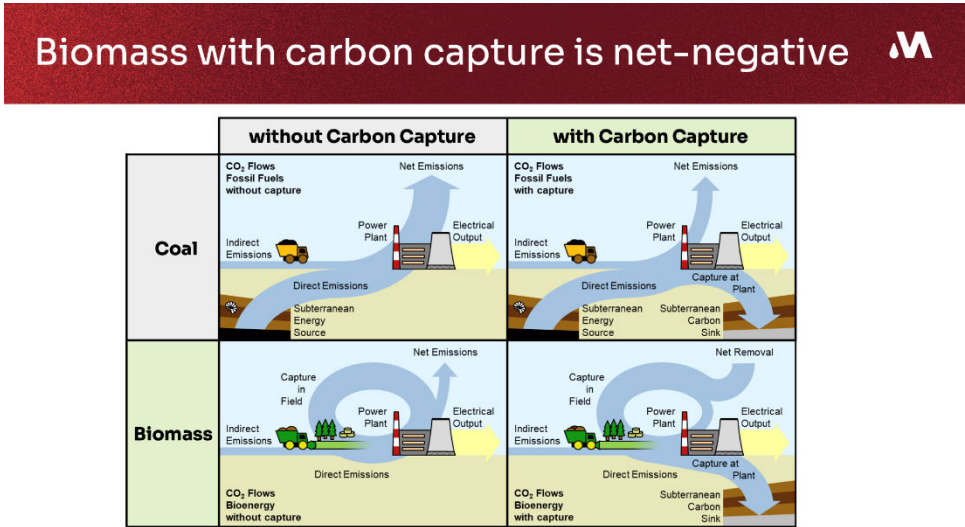 Biomass with carbon capture is net-negative
without Carbon Capture
with Carbon Capture
Coal
CO₂ Flows
Fossil Fuels
without capture
Net Emissions
Indirect
Emissions
Power
Plant
Electrical
Output
Direct Emissions
Subterranean
Energy
Source
CO₂ Flows
Fossil Fuels
with capture
Net Emissions
Indirect
Emissions
Power
Plant
Electrical
Output
Capture at
Plant
Direct Emissions
Subterranean
Energy
Source
Subterranean
Carbon
Sink
Biomass
Net Emissions
Capture
in
Field
Indirect
Emissions
Power
Plant
Electrical
Output
Direct Emissions
CO₂ Flows
Bioenergy
without capture
Net Removal
Capture
in
Field
Indirect
Emissions
Power
Plant
Electrical
Output
Capture at
Plant
Direct Emissions
CO₂ Flows
Bioenergy
with capture
Subterranean
Carbon
Sink